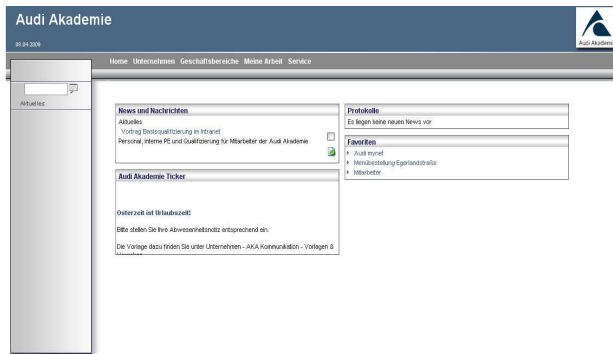 Audi Akademie
09.04.2009
Audi Akademie
Home Unternehmen Geschäftsbereiche Meine Arbeit Service
Aktuelles
News und Nachrichten
Aktuelles
Vortrag Basisqualifizierung im Intranet
Personal, interne PE und Qualifizierung für Mitarbeiter der Audi Akademie
Audi Akademie Ticker
Osterzeit ist Urlaubszeit!
Bitte stellen Sie Ihre Abwesenheitsnotiz entsprechend ein.
Die Vorlage dazu finden Sie unter Unternehmen - AKA Kommunikation - Vorlagen &
Protokolle
Es liegen keine neuen News vor
Favoriten
Audi mynet
Menübestellung Egerlandstraße
Mitarbeiter